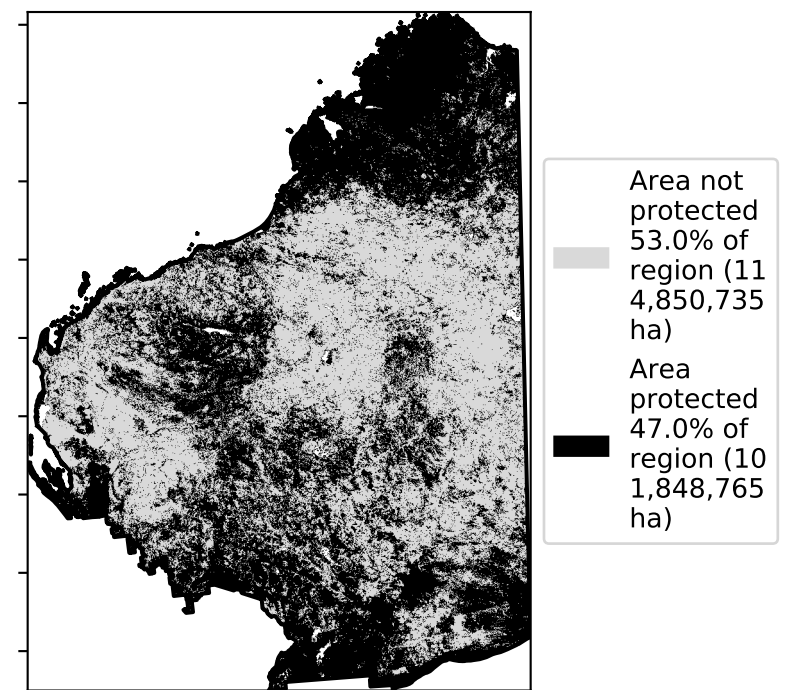 Area not
protected
53.0% of
region (11
4,850,735
ha)
Area
protected
47.0% of
region (10
1,848,765
ha)